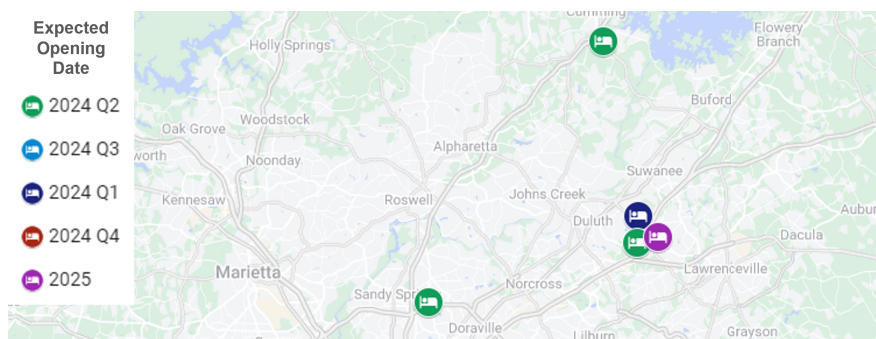 Expected
Opening
Date
2024 Q2
2024 Q3
2024 Q1
2024 Q4
2025
Cumming
Holly Springs
Flowery
Branch
Buford
Woodstock
Oak Grove
Alpharetta
worth
Noonday
Suwanee
Kennesaw
Roswell
Johns Creek
Duluth
Aubur
Dacula
Marietta
Lawrenceville
Norcross
Sandy Spri
Doraville
Lilburn
Grayson